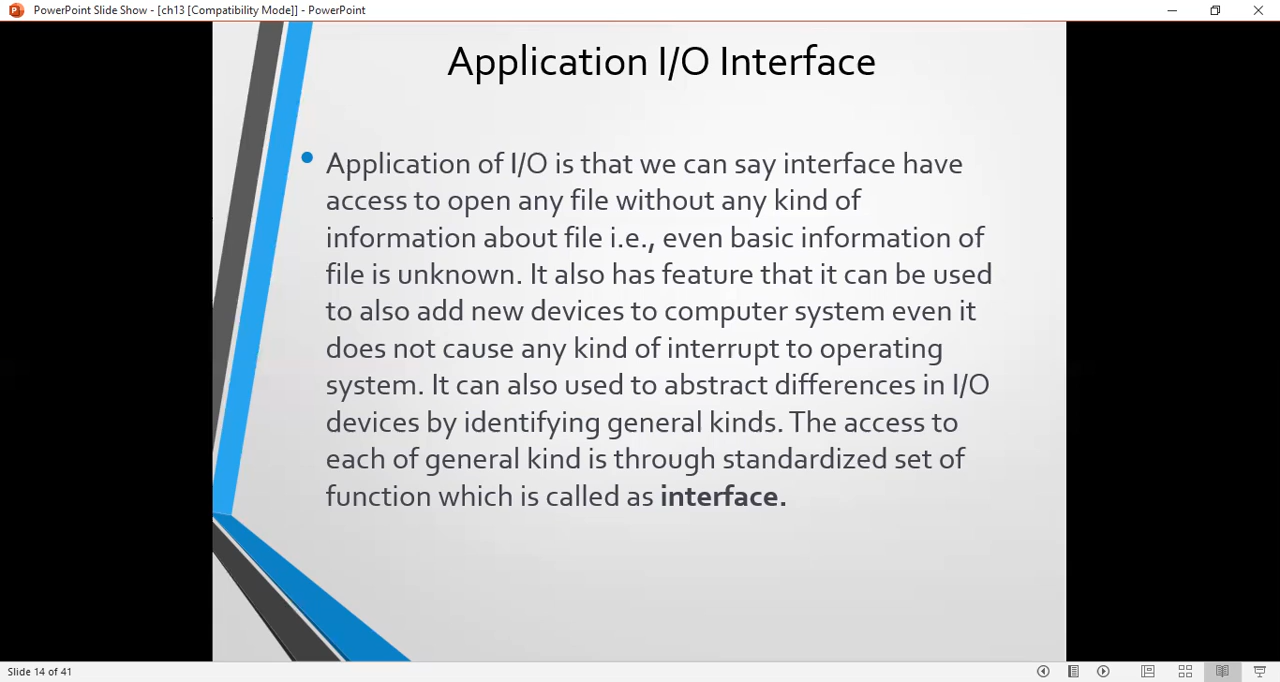 PowerPoint Slide Show - [ch13 [Compatibility Mode]] - PowerPoint
Application I/O Interface
Application of I/O is that we can say interface have
access to open any file without any kind of
information about file i.e., even basic information of
file is unknown. It also has feature that it can be used
to also add new devices to computer system even it
does not cause any kind of interrupt to operating
system. It can also used to abstract differences in I/O
devices by identifying general kinds. The access to
each of general kind is through standardized set of
function which is called as interface.
Slide 14 of 41